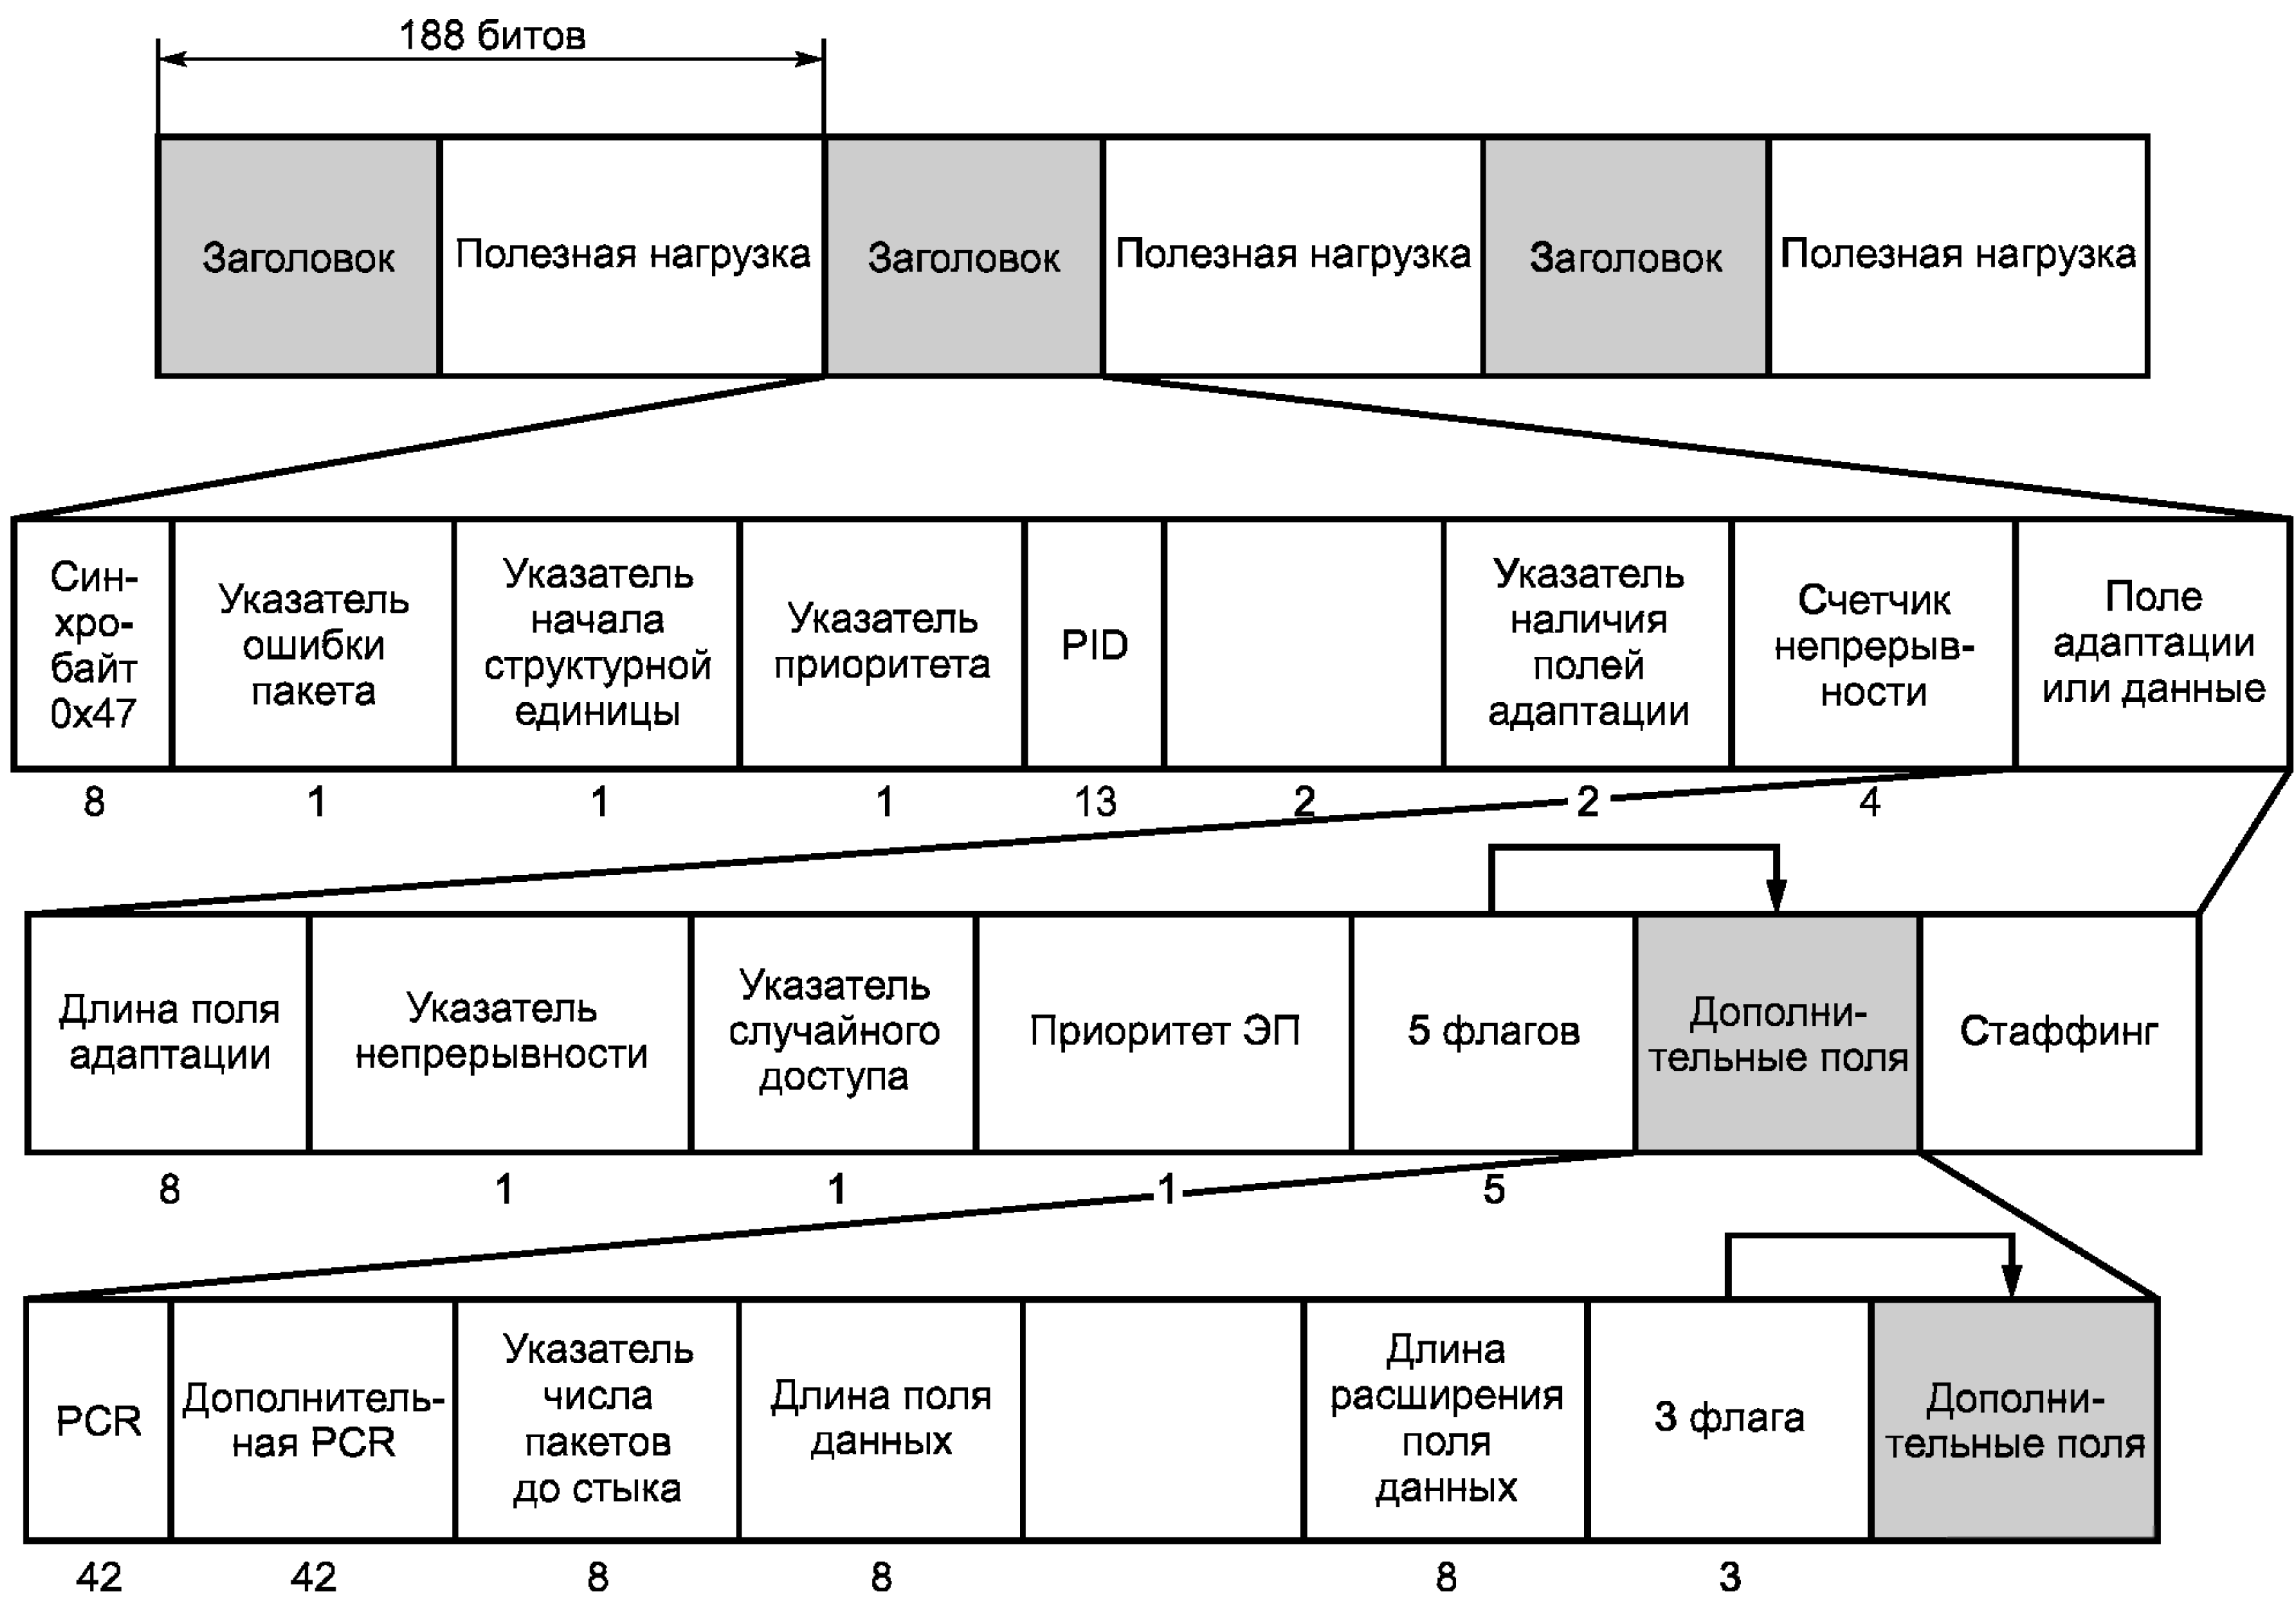 188 битов
Заголовок
Полезная нагрузка
Заголовок
Полезная нагрузка
Заголовок
Полезная нагрузка
Син-
хро-
байт
0x47
Указатель
ошибки
пакета
Указатель
начала
структурной
единицы
Указатель
приоритета
PID
Указатель
наличия
полей
адаптации
Счетчик
непрерыв-
ности
Поле
адаптации
или данные
8
1
1
1
13
2
2
4
Длина поля
адаптации
Указатель
непрерывности
Указатель
случайного
доступа
Приоритет ЭП
5 флагов
Дополни-
тельные поля
Стаффинг
8
1
1
1
5
PCR
Дополнитель-
ная PCR
Указатель
числа
пакетов
до стыка
Длина поля
данных
Длина
расширения
поля
данных
3 флага
Дополни-
тельные поля
42
42
8
8
8
3